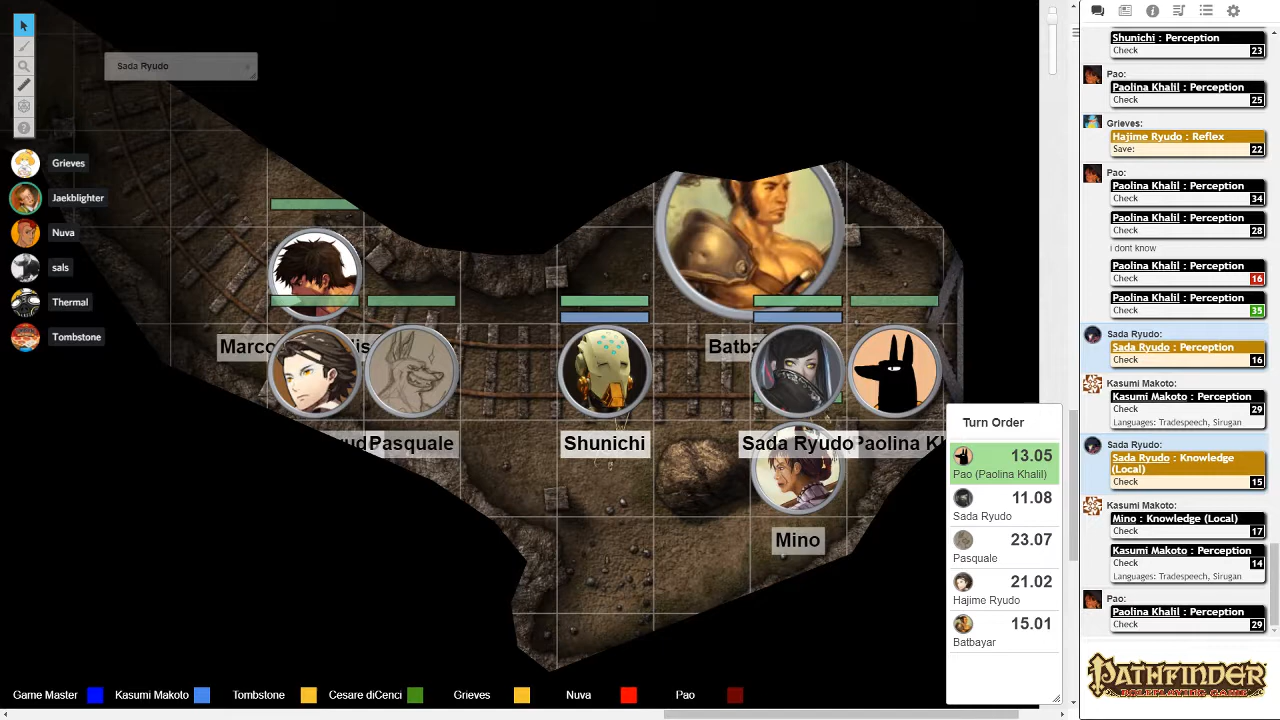 Sada Ryudo
Grieves
Jaekblighter
Nuva
sals
Thermal
Tombstone
Pasquale
Shunichi
Sada Ryudo
Mino
Turn Order
13.05
Pao (Paolina Khalil)
11.08
Sada Ryudo
23.07
Pasquale
21.02
Hajime Ryudo
15.01
Batbayar
Game Master
Kasumi Makoto
Tombstone
Cesare diCenci
Grieves
Nuva
Pao
Shunichi : Perception
Check 23
Pao:
Paolina Khalil : Perception
Check 25
Grieves:
Hajime Ryudo : Reflex
Save: 22
Pao:
Paolina Khalil : Perception
Check 34
Paolina Khalil : Perception
Check 28
i dont know
Paolina Khalil : Perception
Check 16
Paolina Khalil : Perception
Check 35
Sada Ryudo:
Sada Ryudo : Perception
Check 16
Kasumi Makoto:
Kasumi Makoto : Perception
Check 29
Languages: Tradespeech, Sirugan
Sada Ryudo:
Sada Ryudo : Knowledge
(Local)
Check 15
Kasumi Makoto:
Mino : Knowledge (Local)
Check 17
Kasumi Makoto : Perception
Check 14
Languages: Tradespeech, Sirugan
Pao:
Paolina Khalil : Perception
Check 29
PATHFINDER
ROLEPLAYING GAME